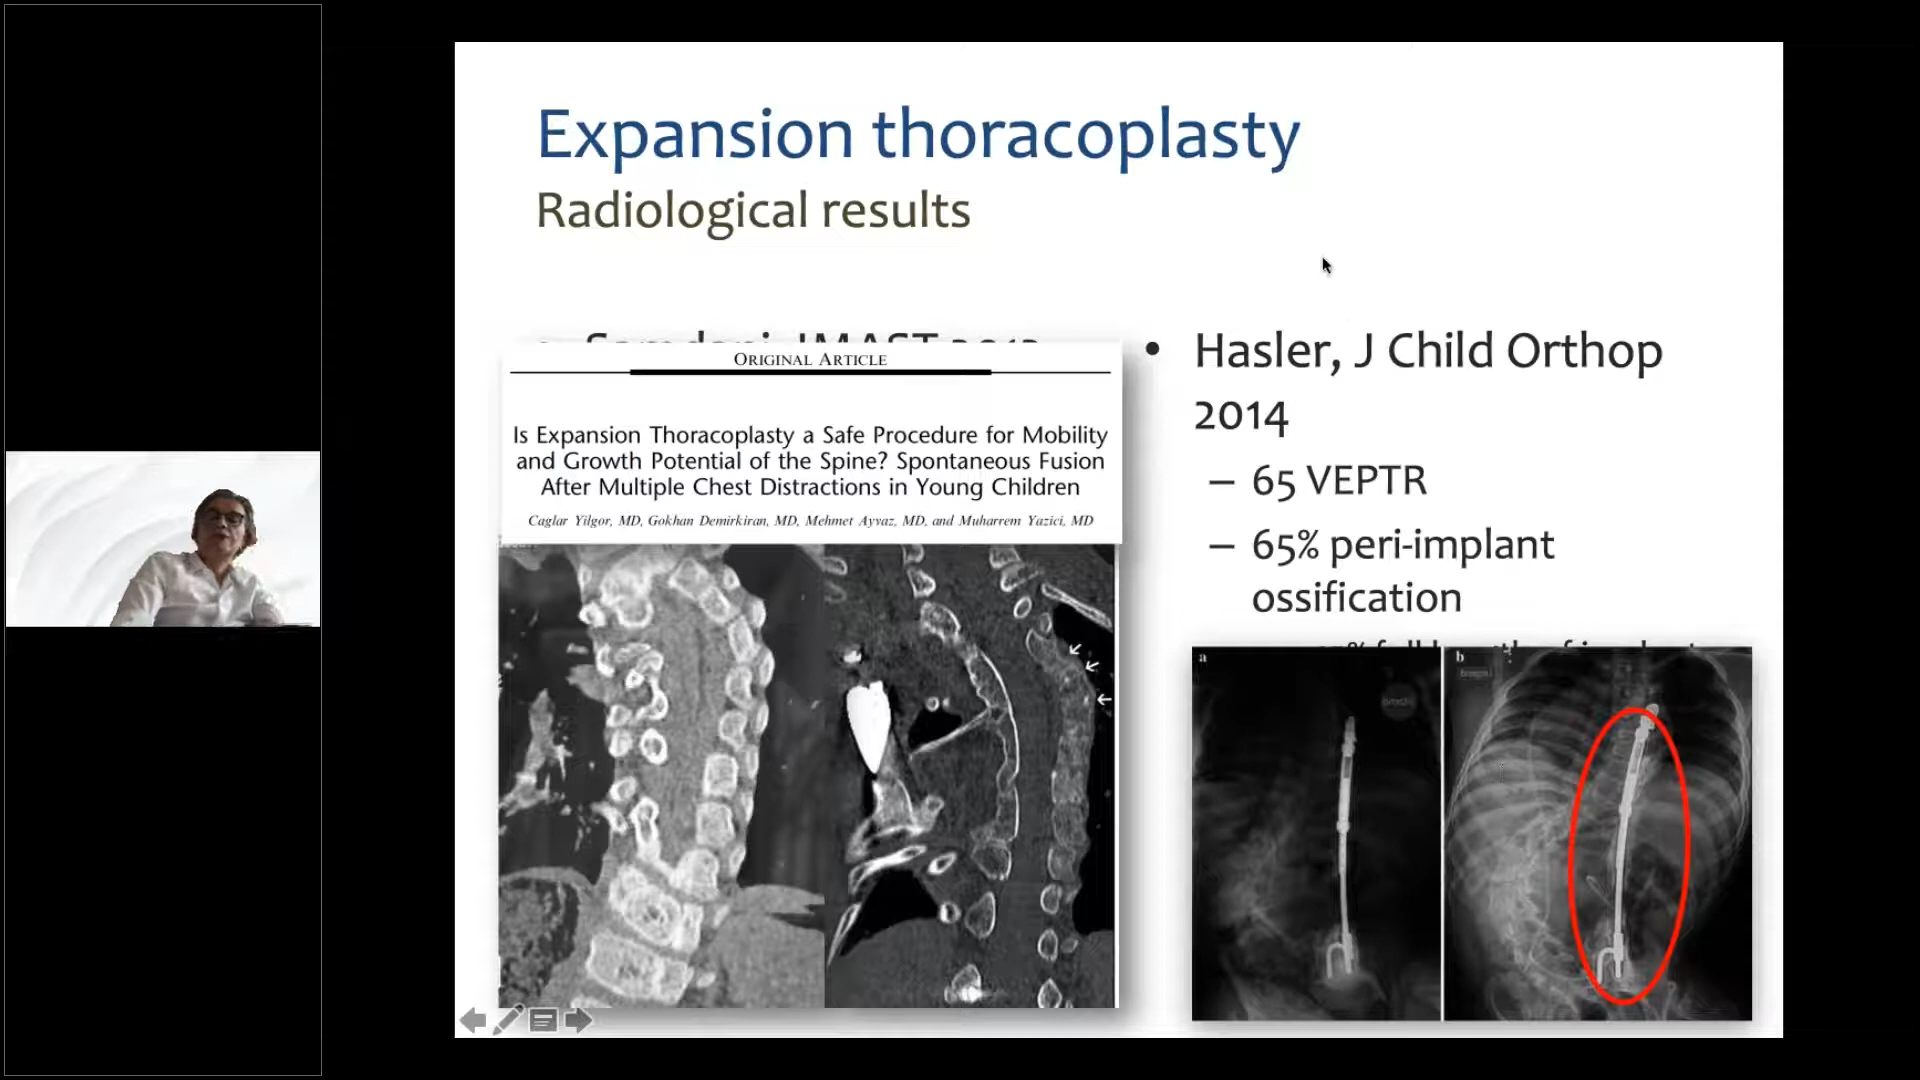 Expansion thoracoplasty
Radiological results
ORIGINAL ARTICLE
Is Expansion Thoracoplasty a Safe Procedure for Mobility
and Growth Potential of the Spine? Spontaneous Fusion
After Multiple Chest Distractions in Young Children
Caglar Yilgor, MD, Gokhan Demirkiran, MD, Mehmet Ayvaz, MD, and Muharrem Yazici, MD
• Hasler, J Child Orthop
2014
– 65 VEPTR
– 65% peri-implant
ossification
a
b